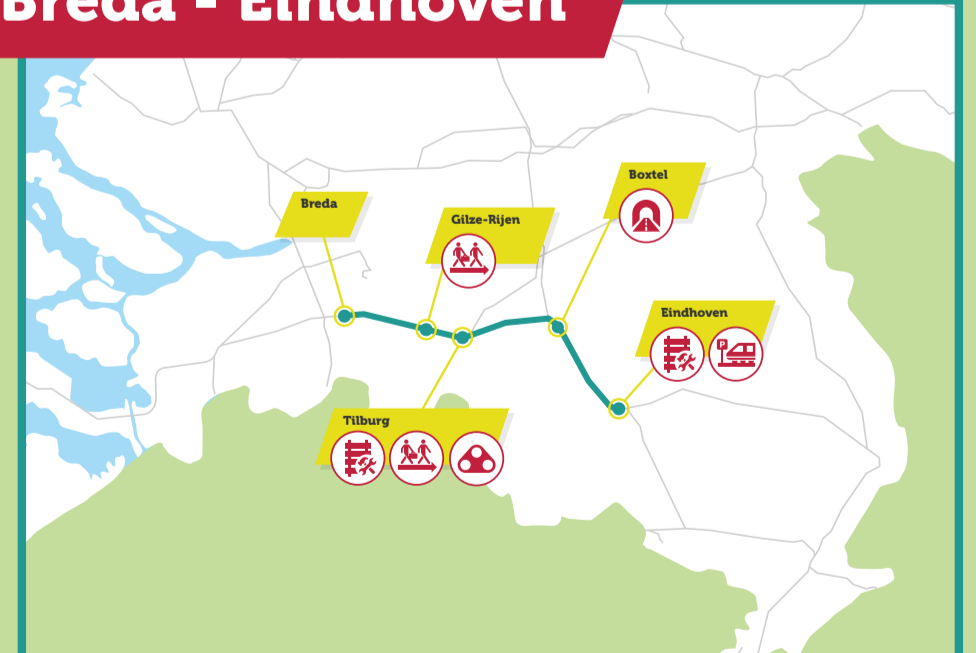 Breda - Eindhoven
Boxtel
Breda
Gilze-Rijen
Eindhoven
P
Tilburg